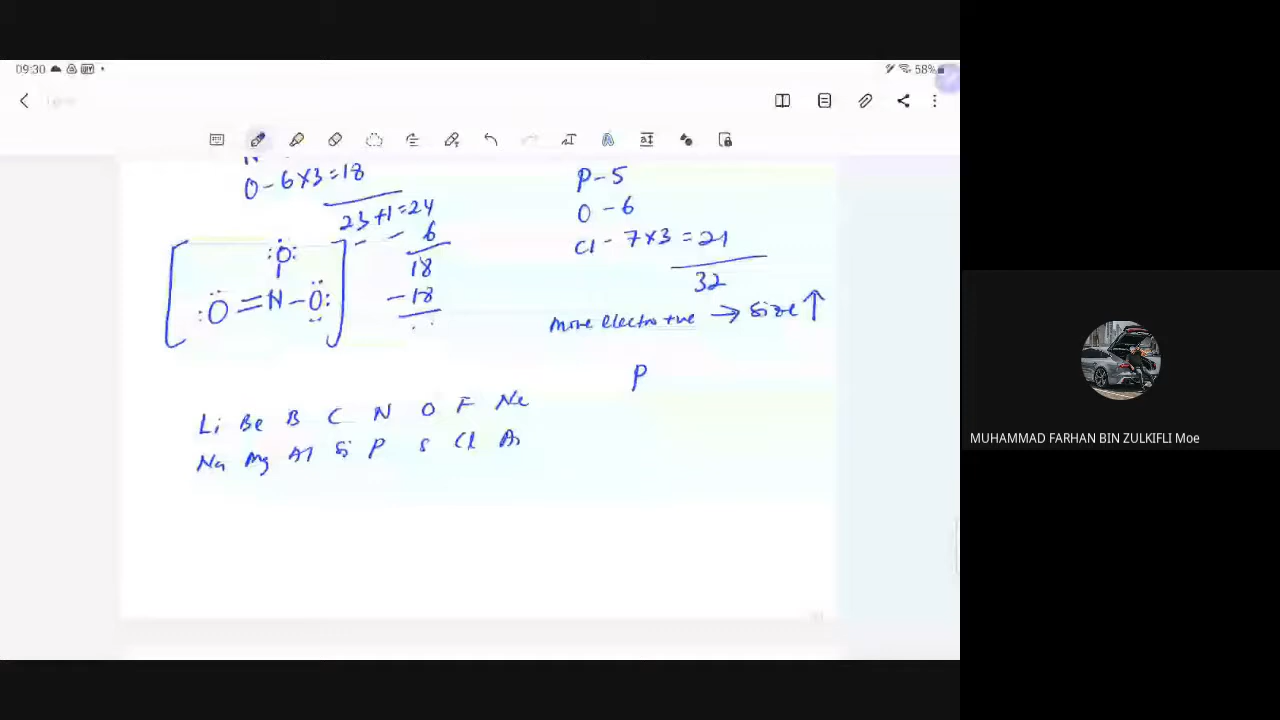 09:30
58%
O - 6 x 3 = 18
23 + 1 = 24
- 6
18
- 18
:O:
:O = N - O:
P - 5
O - 6
Cl - 7 x 3 = 21
32
more electro +ve → size ↑
P
Li Be B C N O F Ne
Na Mg Al Si P S Cl Ar
MUHAMMAD FARHAN BIN ZULKIFLI Moe